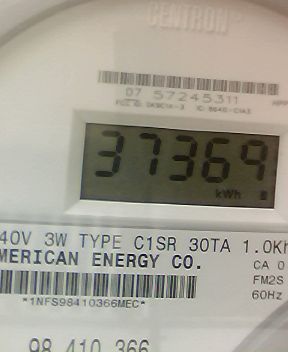 CENTRON
07 57245311
37369
kWh
40V 3W TYPE C1SR 30TA 1.0Kh
MERICAN ENERGY CO.
CA 0
FM2S
60Hz
*1NFS98410366MEC*
98 410 366